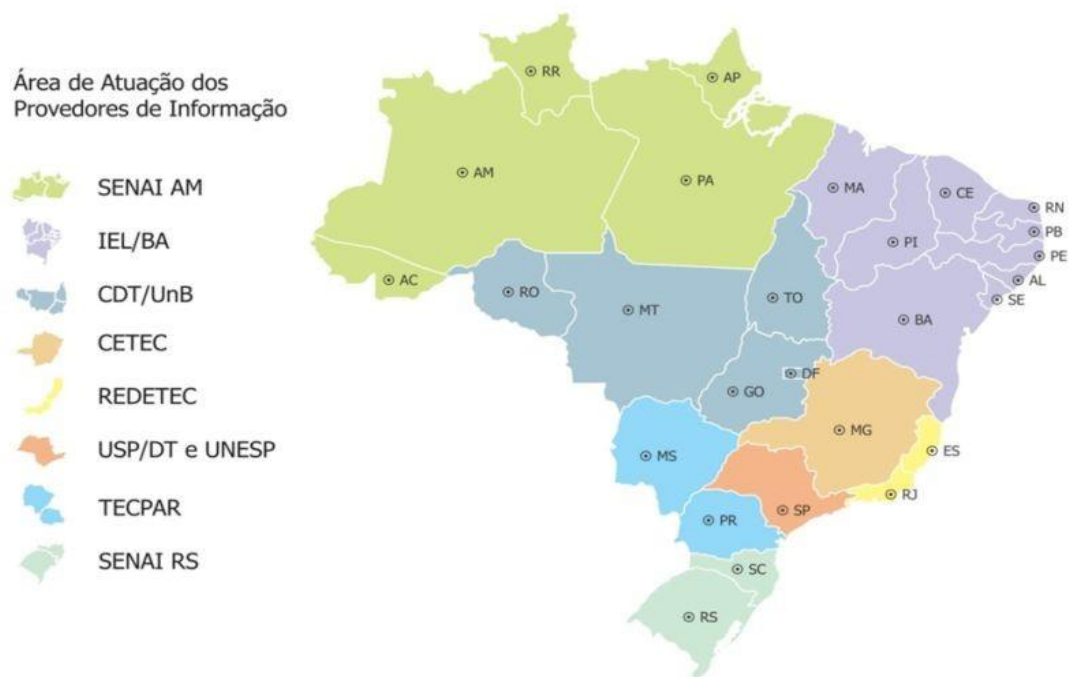 Área de Atuação dos
Provedores de Informação
SENAI AM
IEL/BA
CDT/UnB
CETEC
REDETEC
USP/DT e UNESP
TECPAR
SENAI RS
RR
AP
AM
PA
MA
CE
RN
PB
PI
PE
AC
AL
RO
TO
SE
MT
BA
DF
GO
MG
ES
MS
RJ
SP
PR
SC
RS